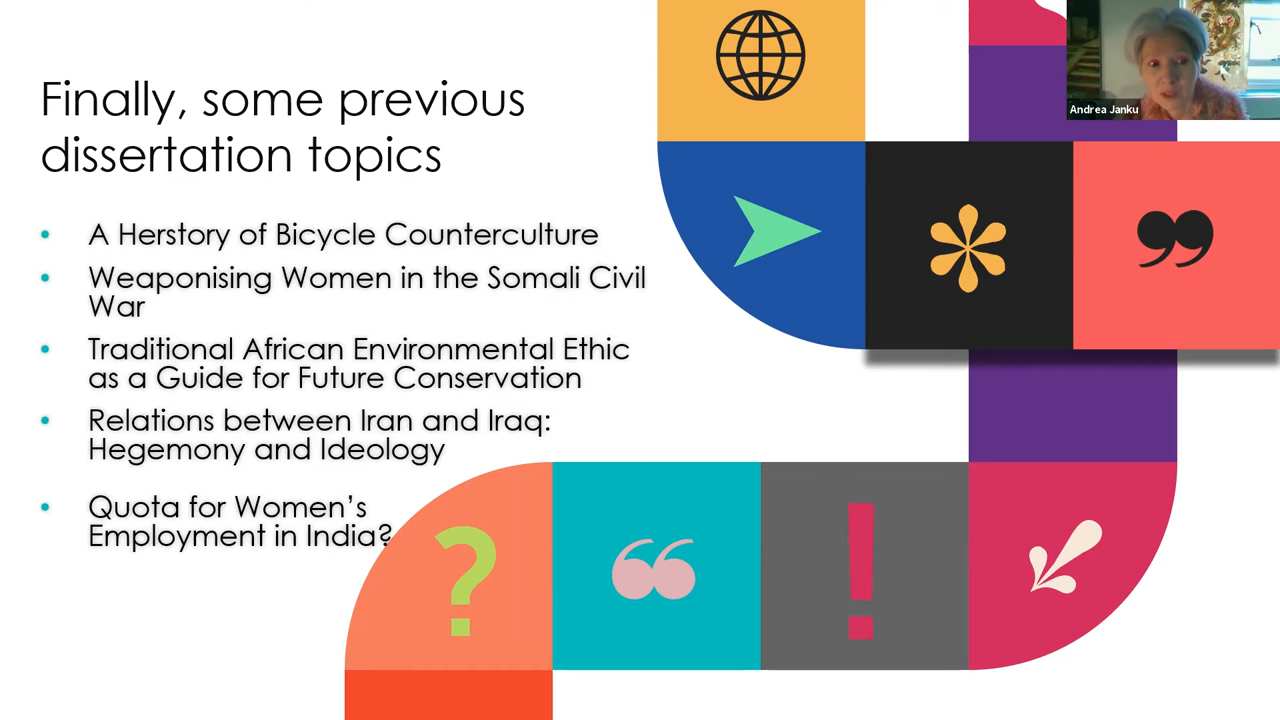 Finally, some previous
dissertation topics
• A Herstory of Bicycle Counterculture
• Weaponising Women in the Somali Civil
War
• Traditional African Environmental Ethic
as a Guide for Future Conservation
• Relations between Iran and Iraq:
Hegemony and Ideology
• Quota for Women’s
Employment in India?
Andrea Janku
* ”
? “ !